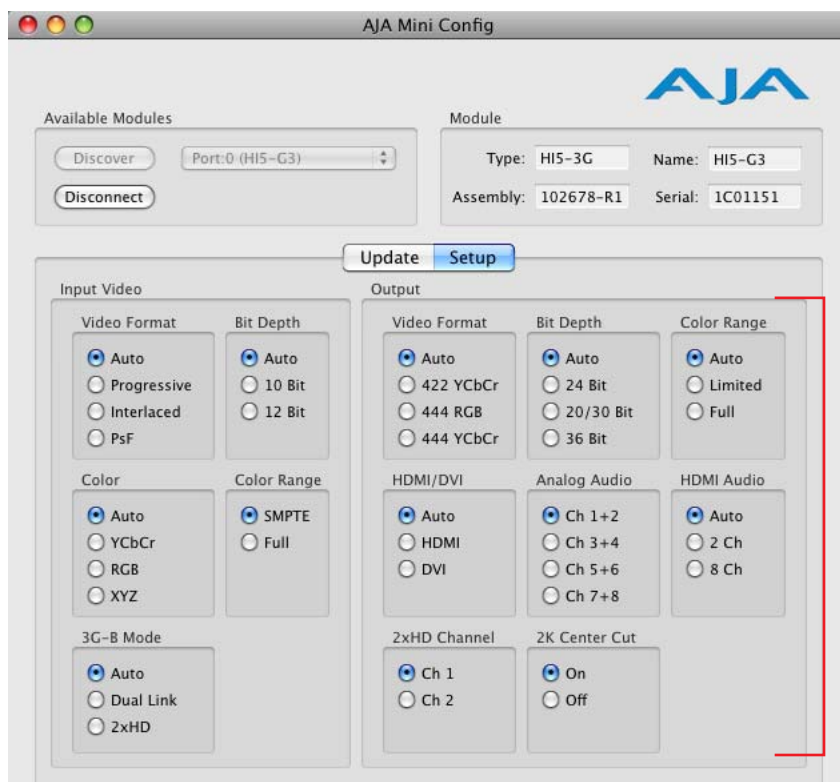 AJA Mini Config
AJA
Available Modules
Discover
Port:0 (HI5-G3)
Disconnect
Module
Type: HI5-3G
Name: HI5-G3
Assembly: 102678-R1
Serial: 1C01151
Update
Setup
Input Video
Video Format
Auto
Progressive
Interlaced
PsF
Bit Depth
Auto
10 Bit
12 Bit
Color
Auto
YCbCr
RGB
XYZ
Color Range
SMPTE
Full
3G-B Mode
Auto
Dual Link
2xHD
Output
Video Format
Auto
422 YCbCr
444 RGB
444 YCbCr
Bit Depth
Auto
24 Bit
20/30 Bit
36 Bit
Color Range
Auto
Limited
Full
HDMI/DVI
Auto
HDMI
DVI
Analog Audio
Ch 1+2
Ch 3+4
Ch 5+6
Ch 7+8
HDMI Audio
Auto
2 Ch
8 Ch
2xHD Channel
Ch 1
Ch 2
2K Center Cut
On
Off